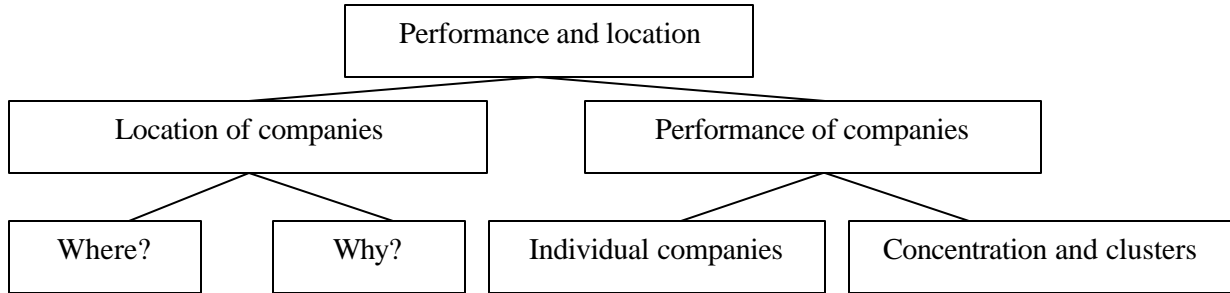 Performance and location
Location of companies
Performance of companies
Where?
Why?
Individual companies
Concentration and clusters